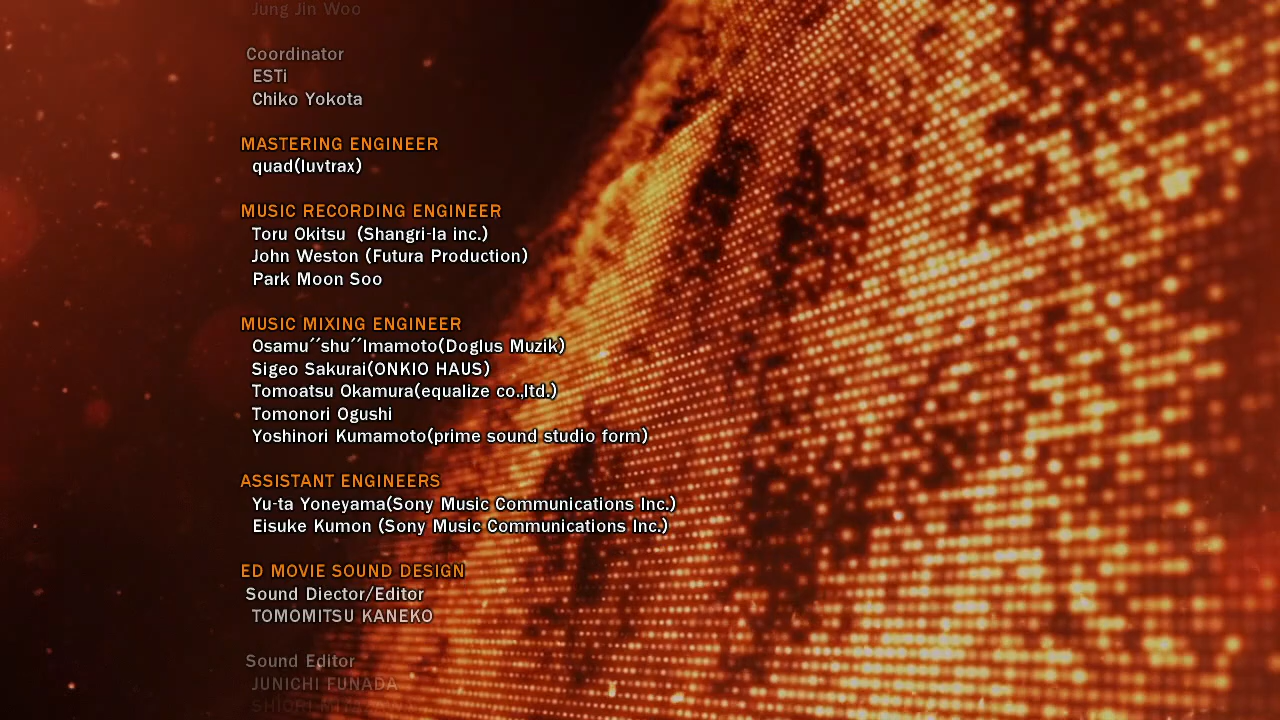 Jung Jin Woo
Coordinator
ESTi
Chiko Yokota
MASTERING ENGINEER
quad(luvtrax)
MUSIC RECORDING ENGINEER
Toru Okitsu (Shangri-la inc.)
John Weston (Futura Production)
Park Moon Soo
MUSIC MIXING ENGINEER
Osamu´´shu´´Imamoto(Doglus Muzik)
Sigeo Sakurai(ONKIO HAUS)
Tomoatsu Okamura(equalize co.,ltd.)
Tomonori Ogushi
Yoshinori Kumamoto(prime sound studio form)
ASSISTANT ENGINEERS
Yu-ta Yoneyama(Sony Music Communications Inc.)
Eisuke Kumon (Sony Music Communications Inc.)
ED MOVIE SOUND DESIGN
Sound Diector/Editor
TOMOMITSU KANEKO
Sound Editor
JUNICHI FUNADA
SHIORI